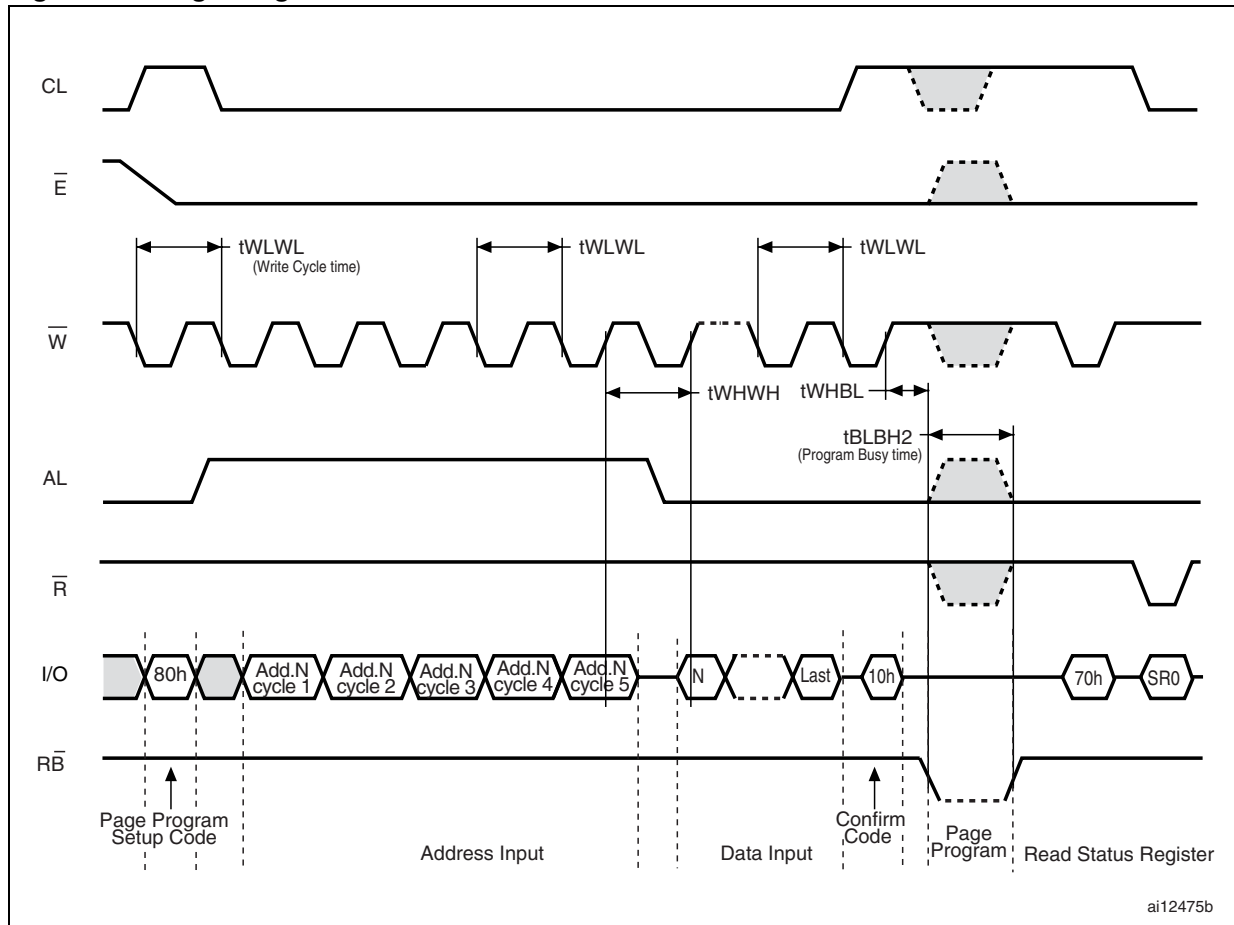 CL
E
tWLWL
(Write Cycle time)
tWLWL
tWLWL
W
tWHWH
tWHBL
tBLBH2
(Program Busy time)
AL
R
I/O
80h
Add.N
cycle 1
Add.N
cycle 2
Add.N
cycle 3
Add.N
cycle 4
Add.N
cycle 5
N
Last
10h
70h
SR0
RB
Page Program
Setup Code
Address Input
Data Input
Confirm
Code
Page
Program
Read Status Register
ai12475b